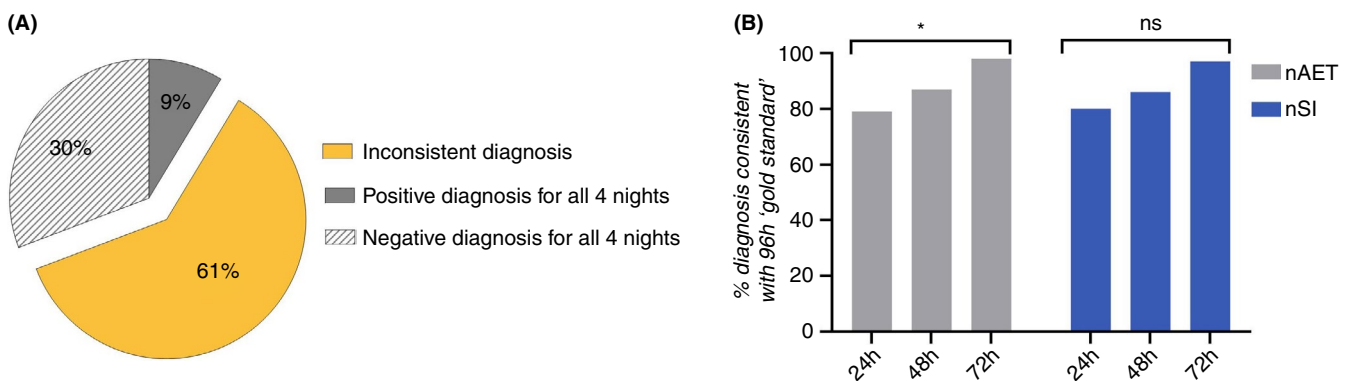 (A)
9%
30%
61%
Inconsistent diagnosis
Positive diagnosis for all 4 nights
Negative diagnosis for all 4 nights
(B)
% diagnosis consistent
with 96h ‘gold standard’
100
80
60
40
20
0
*
ns
24h
48h
72h
24h
48h
72h
nAET
nSI